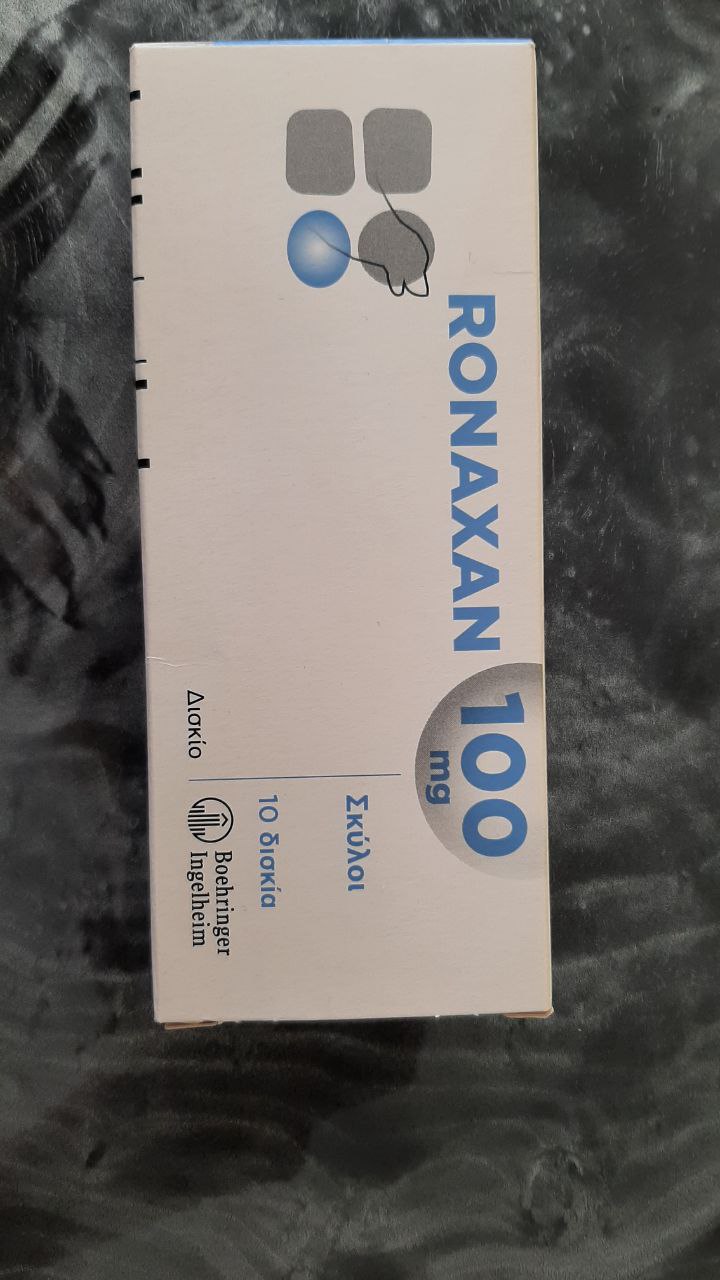 RONAXAN 100
mg
Σκύλοι
10 δισκία
Δισκίο
Boehringer
Ingelheim